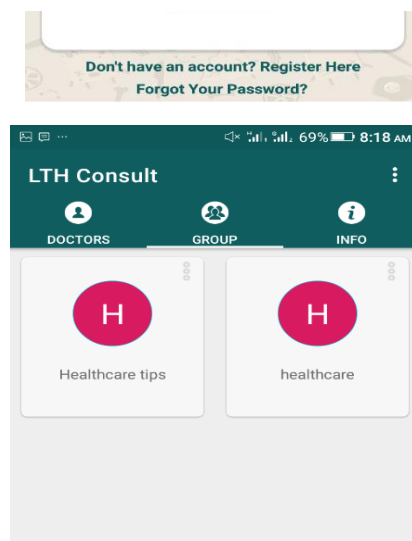 Don't have an account? Register Here
Forgot Your Password?
69% 8:18 AM
LTH Consult
DOCTORS GROUP INFO
H H
Healthcare tips healthcare